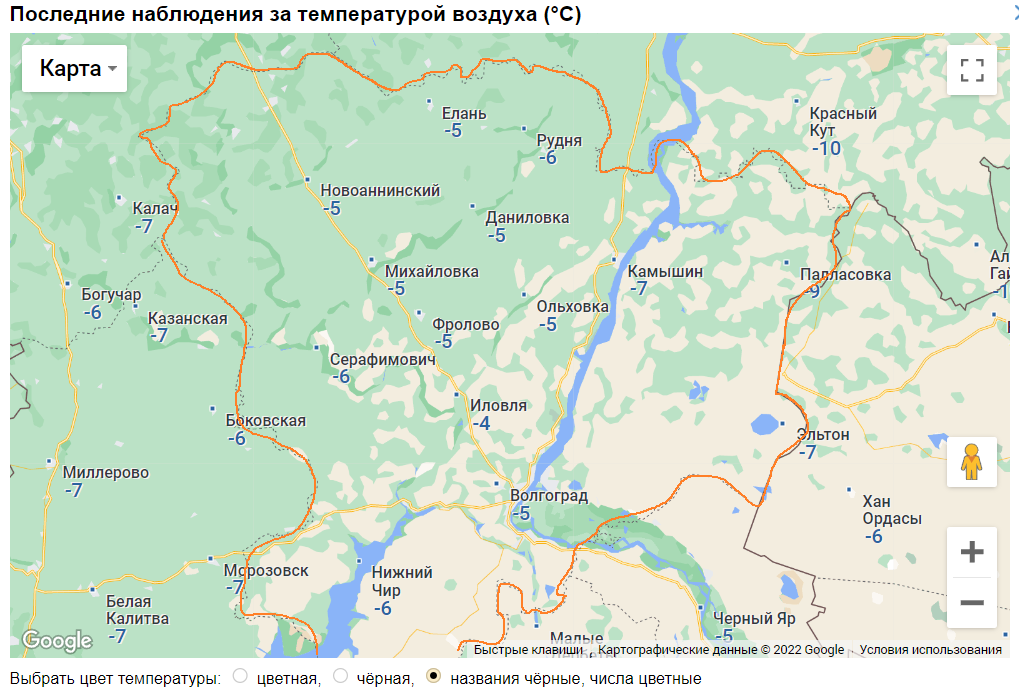 Последние наблюдения за температурой воздуха (°C)
Карта
Елань
-5
Рудня
-6
Красный
Кут
-10
Новоаннинский
-5
Калач
-7
Даниловка
-5
Михайловка
-5
Камышин
-7
Палласовка
-9
Богучар
-6
Казанская
-7
Ольховка
-5
Фролово
-5
Серафимович
-6
Иловля
-4
Боковская
-6
Эльтон
-7
Миллерово
-7
Волгоград
-5
Хан
Ордасы
-6
Морозовск
-7
Нижний
Чир
-6
Белая
Калитва
-7
Черный Яр
-5
Малые
Google
Быстрые клавиши
Картографические данные © 2022 Google
Условия использования
Выбрать цвет температуры: цветная, чёрная, названия чёрные, числа цветные